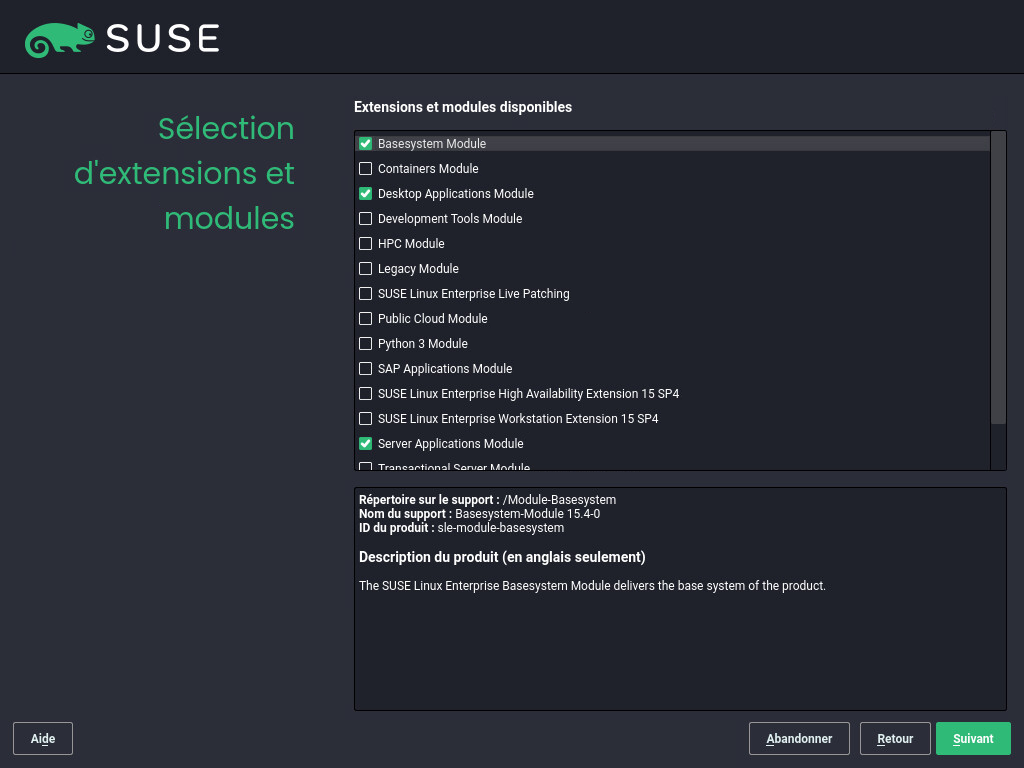 SUSE
Sélection
d'extensions et
modules
Extensions et modules disponibles
Basesystem Module
Containers Module
Desktop Applications Module
Development Tools Module
HPC Module
Legacy Module
SUSE Linux Enterprise Live Patching
Public Cloud Module
Python 3 Module
SAP Applications Module
SUSE Linux Enterprise High Availability Extension 15 SP4
SUSE Linux Enterprise Workstation Extension 15 SP4
Server Applications Module
Transactional Server Module
Répertoire sur le support : /Module-Basesystem
Nom du support : Basesystem-Module 15.4-0
ID du produit : sle-module-basesystem
Description du produit (en anglais seulement)
The SUSE Linux Enterprise Basesystem Module delivers the base system of the product.
Aide
Abandonner
Retour
Suivant